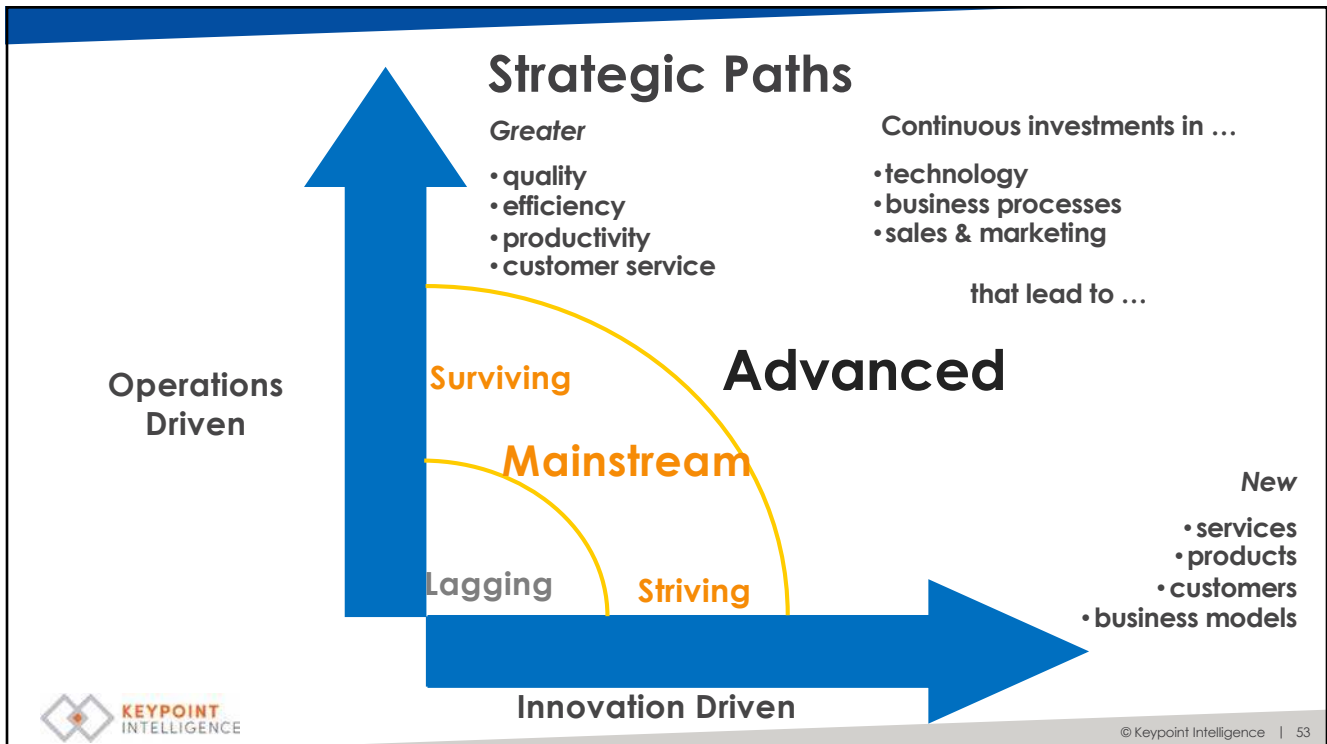 Strategic Paths
Greater
• quality
• efficiency
• productivity
• customer service
Continuous investments in …
• technology
• business processes
• sales & marketing
that lead to …
Advanced
Operations
Driven
Surviving
Mainstream
Lagging
Striving
New
• services
• products
• customers
• business models
Innovation Driven
KEYPOINT
INTELLIGENCE
© Keypoint Intelligence | 53